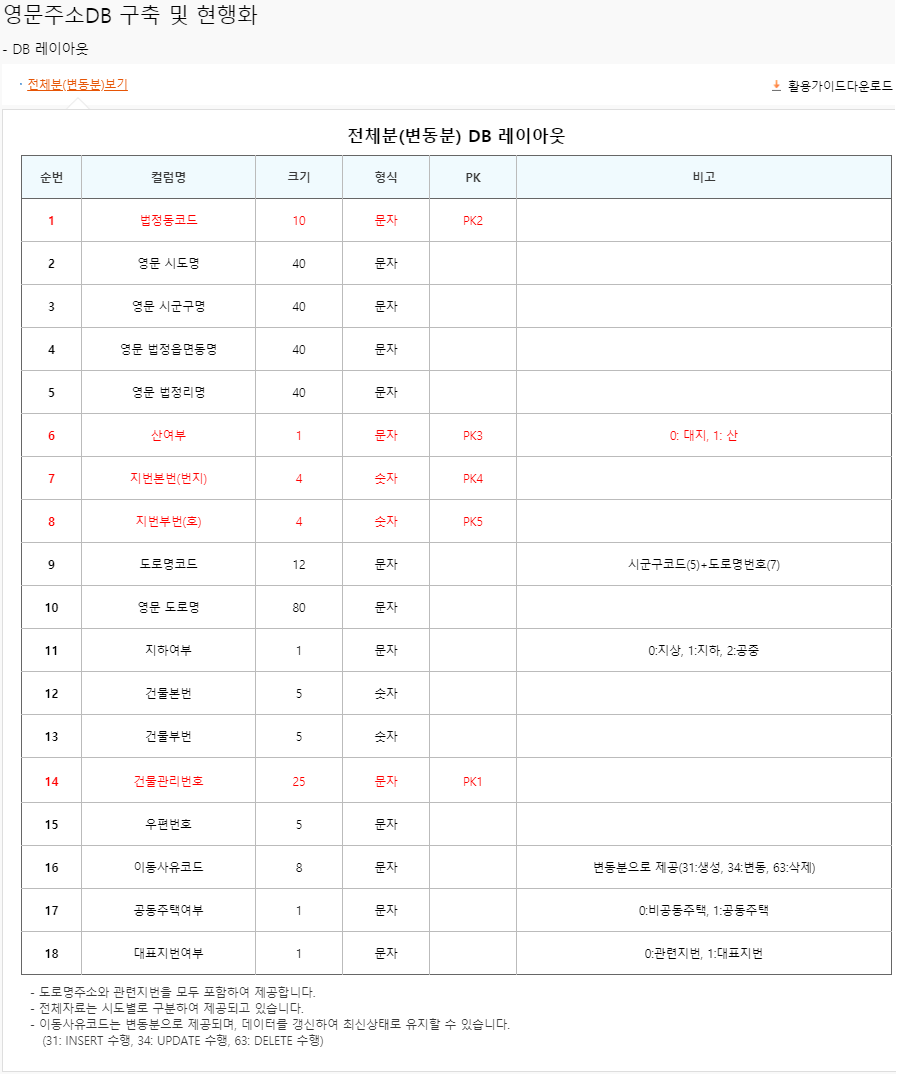 영문주소DB 구축 및 현행화
- DB 레이아웃
· 전체분(변동분)보기 활용가이드다운로드
전체분(변동분) DB 레이아웃
순번 컬럼명 크기 형식 PK 비고
1 법정동코드 10 문자 PK2
2 영문 시도명 40 문자
3 영문 시군구명 40 문자
4 영문 법정읍면동명 40 문자
5 영문 법정리명 40 문자
6 산여부 1 문자 PK3 0: 대지, 1: 산
7 지번본번(번지) 4 숫자 PK4
8 지번부번(호) 4 숫자 PK5
9 도로명코드 12 문자 시군구코드(5)+도로명번호(7)
10 영문 도로명 80 문자
11 지하여부 1 문자 0:지상, 1:지하, 2:공중
12 건물본번 5 숫자
13 건물부번 5 숫자
14 건물관리번호 25 문자 PK1
15 우편번호 5 문자
16 이동사유코드 8 문자 변동분으로 제공(31:생성, 34:변동, 63:삭제)
17 공동주택여부 1 문자 0:비공동주택, 1:공동주택
18 대표지번여부 1 문자 0:관련지번, 1:대표지번
- 도로명주소와 관련지번을 모두 포함하여 제공합니다.
- 전체자료는 시도별로 구분하여 제공되고 있습니다.
- 이동사유코드는 변동분으로 제공되며, 데이터를 갱신하여 최신상태로 유지할 수 있습니다.
(31: INSERT 수행, 34: UPDATE 수행, 63: DELETE 수행)